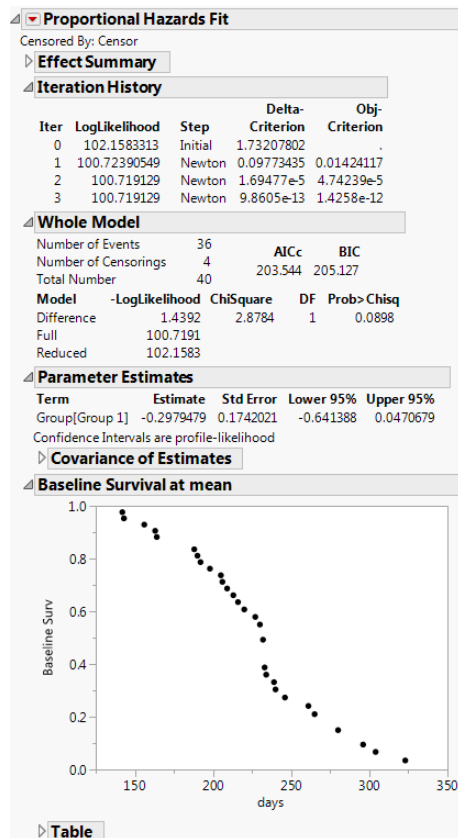 Proportional Hazards Fit
Censored By: Censor
Effect Summary
Iteration History
Delta- Obj-
Iter LogLikelihood Step Criterion Criterion
0 102.1583313 Initial 1.73207802 .
1 100.72390549 Newton 0.09773435 0.01424117
2 100.719129 Newton 1.69477e-5 4.74239e-5
3 100.719129 Newton 9.8605e-13 1.4258e-12
Whole Model
Number of Events 36
Number of Censorings 4
Total Number 40
AICc BIC
203.544 205.127
Model -LogLikelihood ChiSquare DF Prob>Chisq
Difference 1.4392 2.8784 1 0.0898
Full 100.7191
Reduced 102.1583
Parameter Estimates
Term Estimate Std Error Lower 95% Upper 95%
Group[Group 1] -0.2979479 0.1742021 -0.641388 0.0470679
Confidence Intervals are profile-likelihood
Covariance of Estimates
Baseline Survival at mean
1.0
0.8
0.6
0.4
0.2
0.0
Baseline Surv
150 200 250 300 350
days
Table